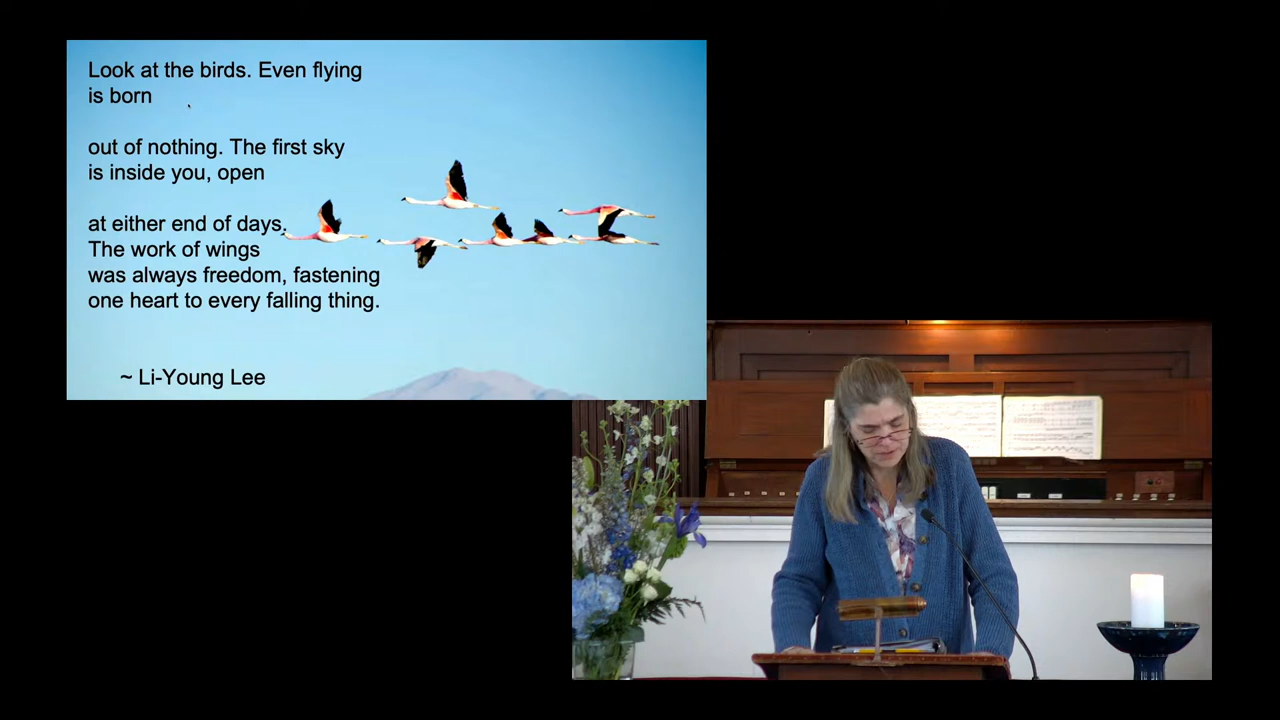 Look at the birds. Even flying
is born
out of nothing. The first sky
is inside you, open
at either end of days.
The work of wings
was always freedom, fastening
one heart to every falling thing.
~ Li-Young Lee